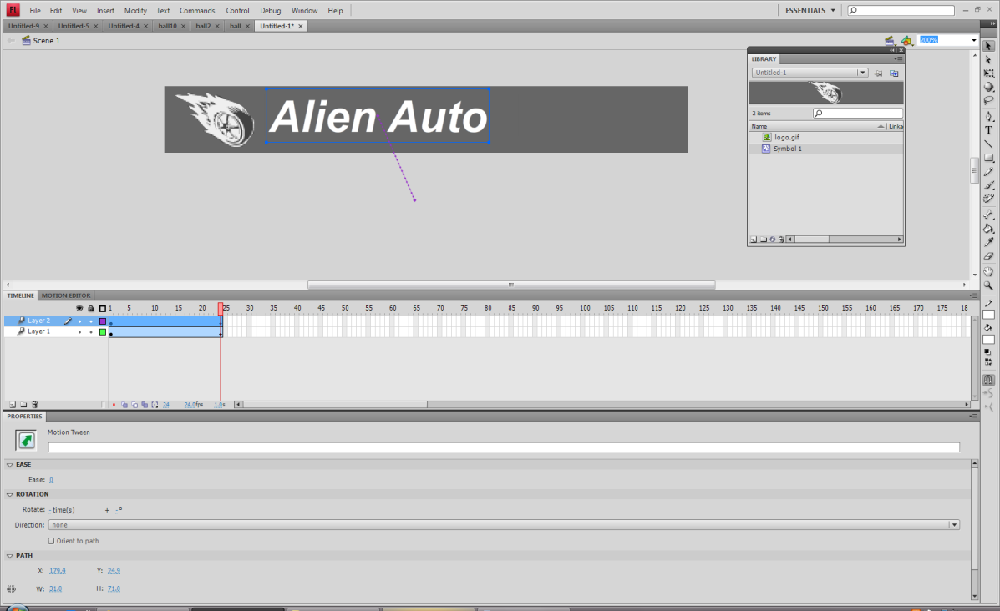 FL File Edit View Insert Modify Text Commands Control Debug Window Help ESSENTIALS
Untitled-9 × Untitled-5 × Untitled-4 × ball10 × ball2 × ball × Untitled-1* ×
Scene 1 200%
LIBRARY
Untitled-1
2 items
Name Linka
logo.gif
Symbol 1
Alien Auto
TIMELINE MOTION EDITOR
1 5 10 15 20 25 30 35 40 45 50 55 60 65 70 75 80 85 90 95 100 105 110 115 120 125 130 135 140 145 150 155 160 165 170 175 18
Layer 2
Layer 1
24 24.0fps 1.0s
PROPERTIES
Motion Tween
EASE
Ease: 0
ROTATION
Rotate: - time(s) + -°
Direction: none
Orient to path
PATH
X: 179.4 Y: 24.9
W: 31.0 H: 71.0